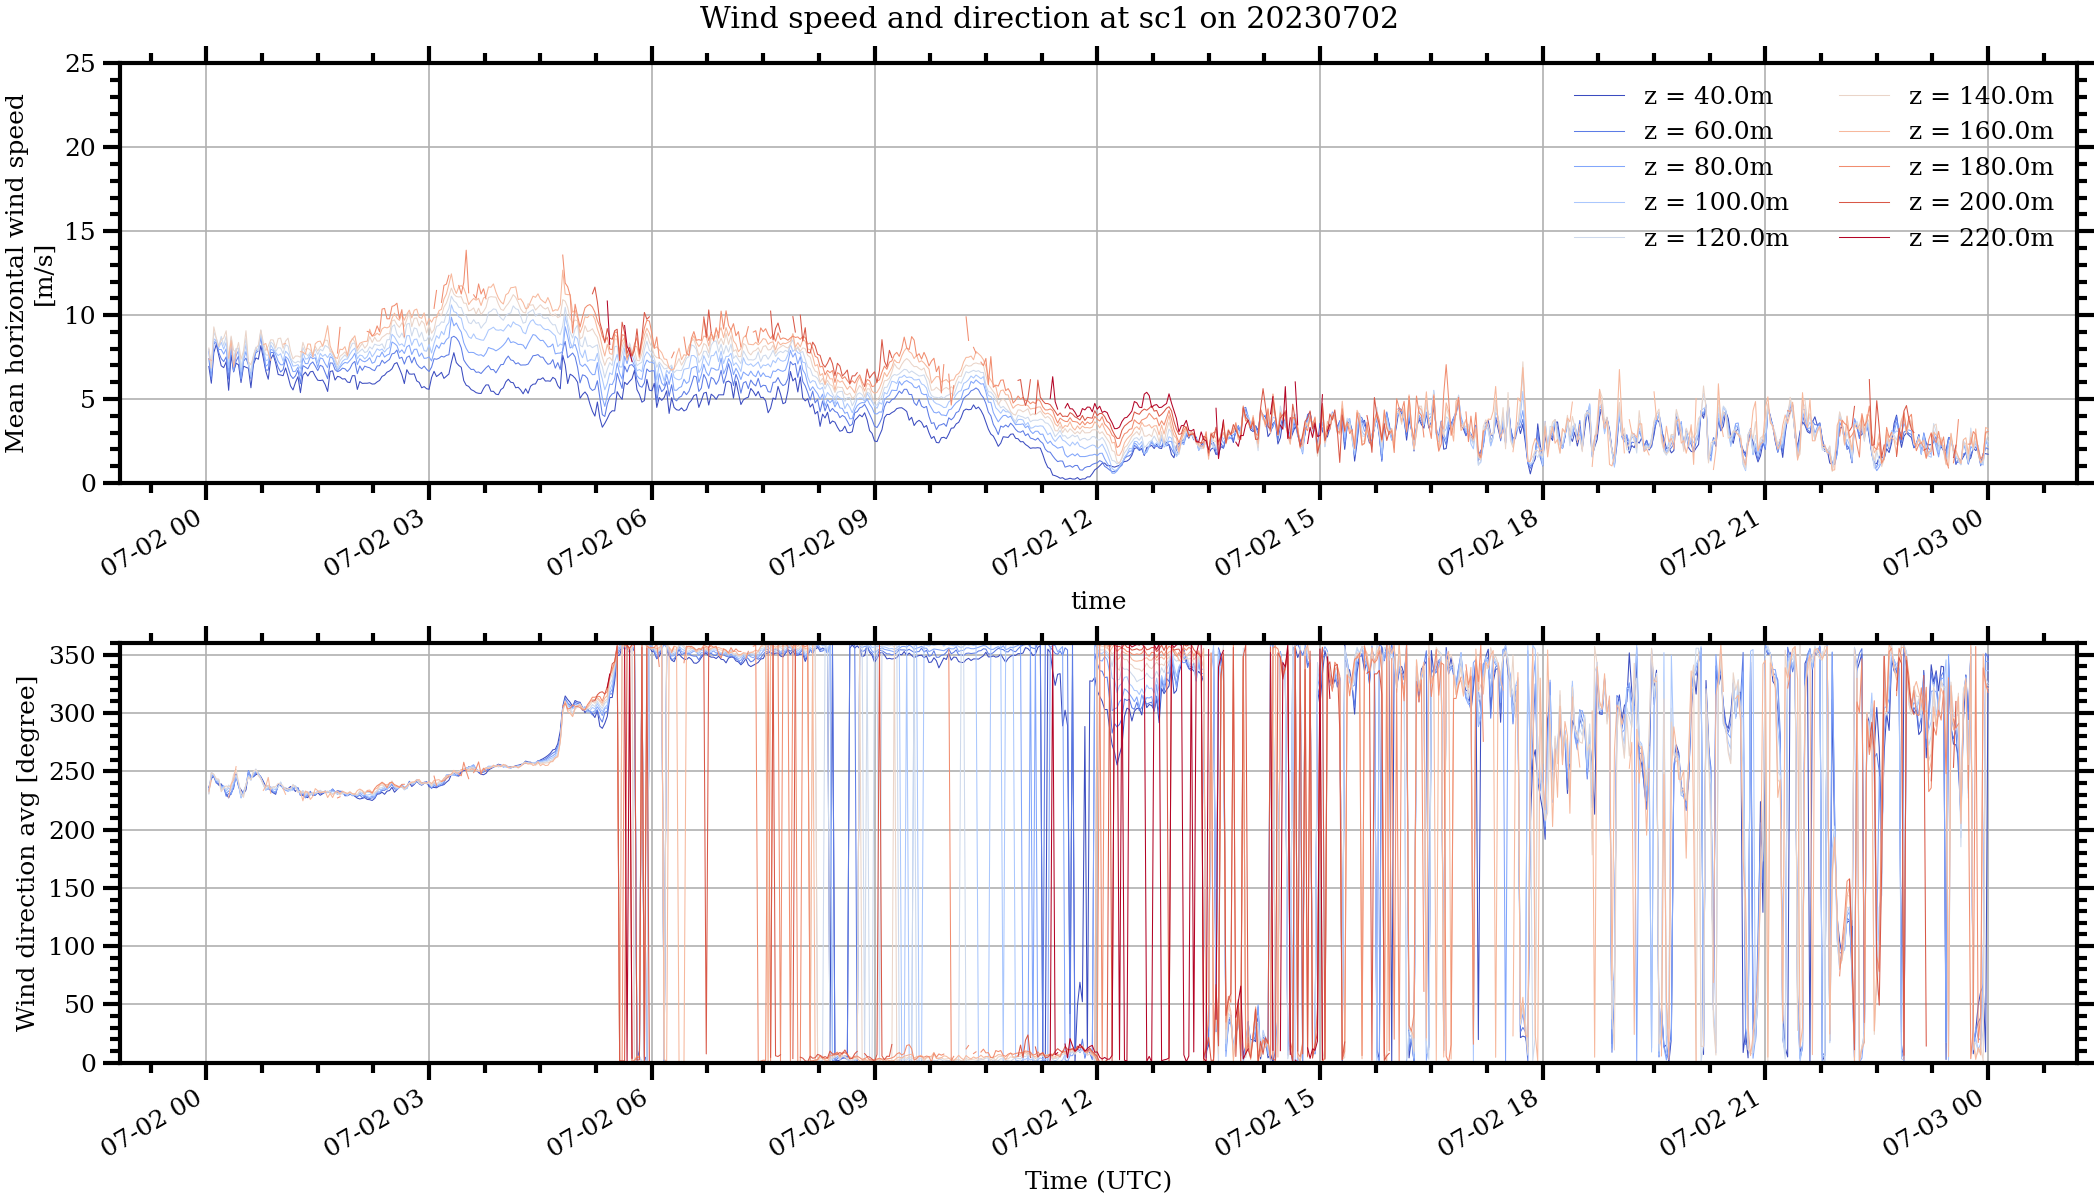 Wind speed and direction at sc1 on 20230702
Mean horizontal wind speed
[m/s]
25
20
15
10
5
0
z = 40.0m
z = 60.0m
z = 80.0m
z = 100.0m
z = 120.0m
z = 140.0m
z = 160.0m
z = 180.0m
z = 200.0m
z = 220.0m
07-02 00
07-02 03
07-02 06
07-02 09
07-02 12
07-02 15
07-02 18
07-02 21
07-03 00
time
Wind direction avg [degree]
350
300
250
200
150
100
50
0
07-02 00
07-02 03
07-02 06
07-02 09
07-02 12
07-02 15
07-02 18
07-02 21
07-03 00
Time (UTC)